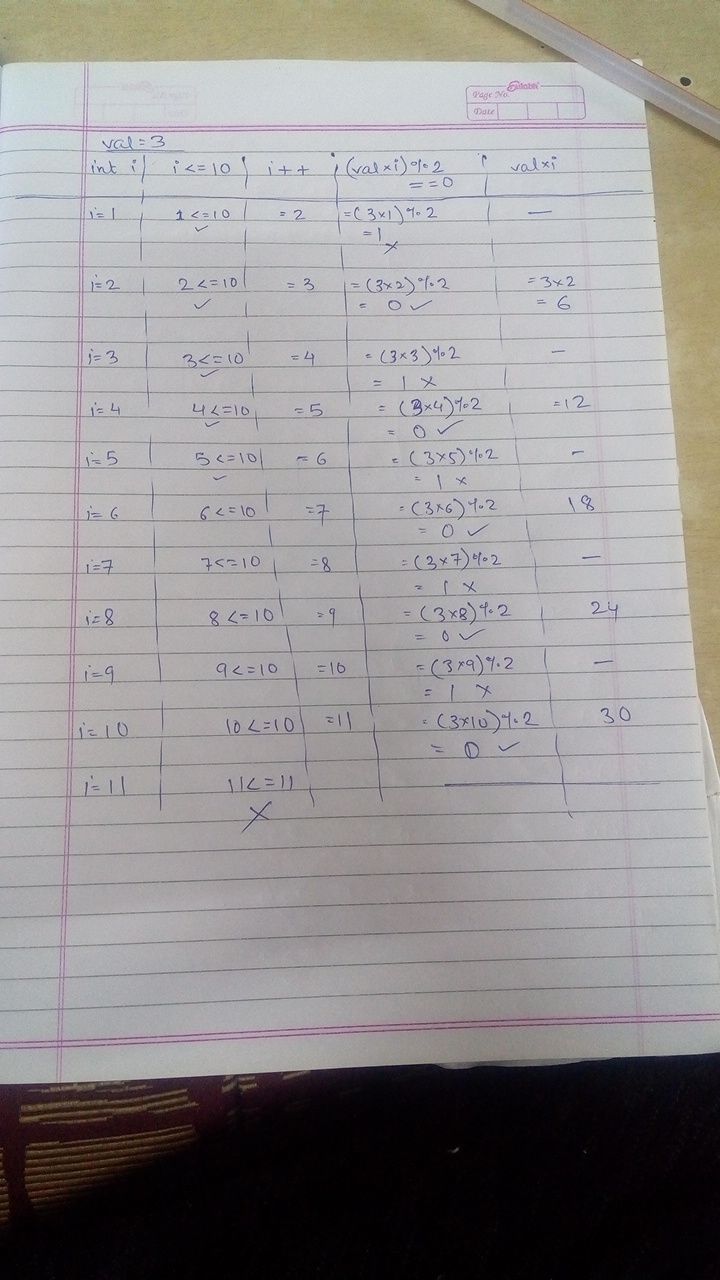 Page No.
Date
val = 3
int i i <= 10 i++ (val×i)%2 val×i
==0
i=1 1<=10 =2 =(3×1)%2 —
✓ =1
×
i=2 2<=10 =3 =(3×2)%2 =3×2
✓ = 0 ✓ = 6
i=3 3<=10 =4 =(3×3)%2 —
✓ = 1 ×
i=4 4<=10 =5 =(3×4)%2 =12
✓ = 0 ✓
i=5 5<=10 =6 =(3×5)%2 —
✓ = 1 ×
i=6 6<=10 =7 =(3×6)%2 18
= 0 ✓
i=7 7<=10 =8 =(3×7)%2 —
= 1 ×
i=8 8<=10 =9 =(3×8)%2 24
= 0 ✓
i=9 9<=10 =10 =(3×9)%2 —
= 1 ×
i=10 10<=10 =11 =(3×10)%2 30
= 0 ✓
i=11 11<=11
×